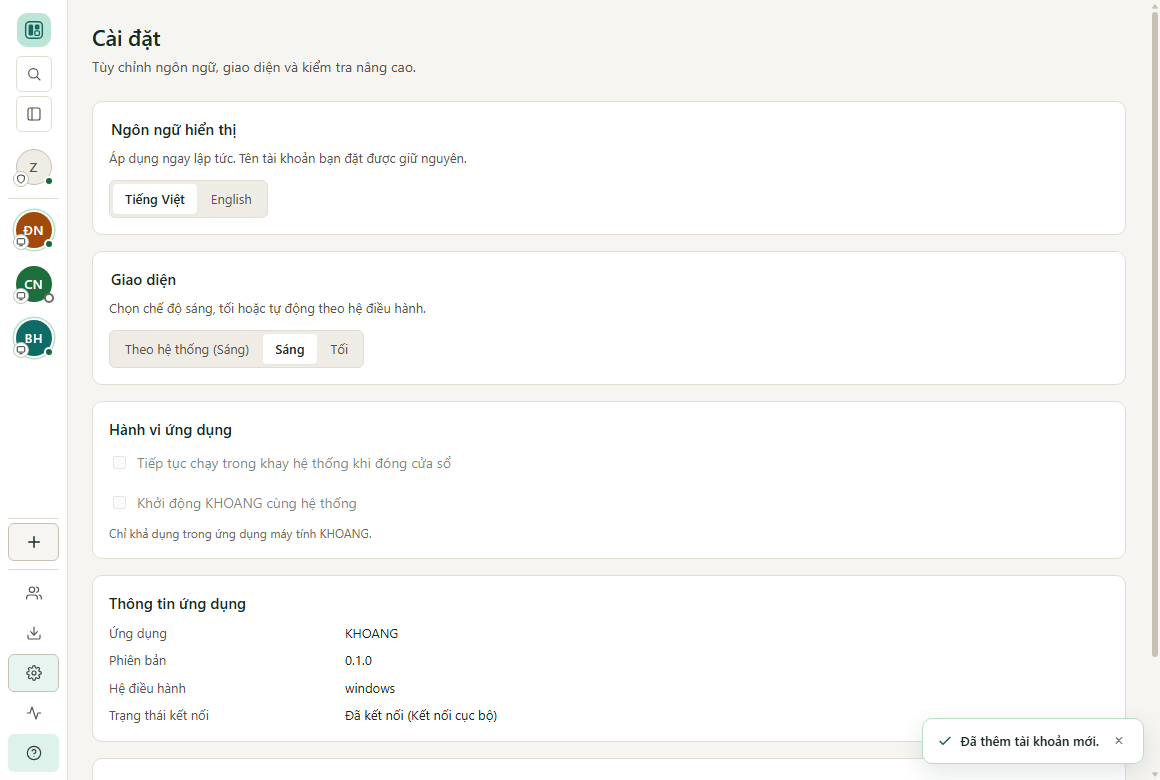 Cài đặt
Tùy chỉnh ngôn ngữ, giao diện và kiểm tra nâng cao.
Ngôn ngữ hiển thị
Áp dụng ngay lập tức. Tên tài khoản bạn đặt được giữ nguyên.
Tiếng Việt English
Z
ĐN
CN
BH
Giao diện
Chọn chế độ sáng, tối hoặc tự động theo hệ điều hành.
Theo hệ thống (Sáng) Sáng Tối
Hành vi ứng dụng
Tiếp tục chạy trong khay hệ thống khi đóng cửa sổ
Khởi động KHOANG cùng hệ thống
Chỉ khả dụng trong ứng dụng máy tính KHOANG.
Thông tin ứng dụng
Ứng dụng KHOANG
Phiên bản 0.1.0
Hệ điều hành windows
Trạng thái kết nối Đã kết nối (Kết nối cục bộ)
Đã thêm tài khoản mới.